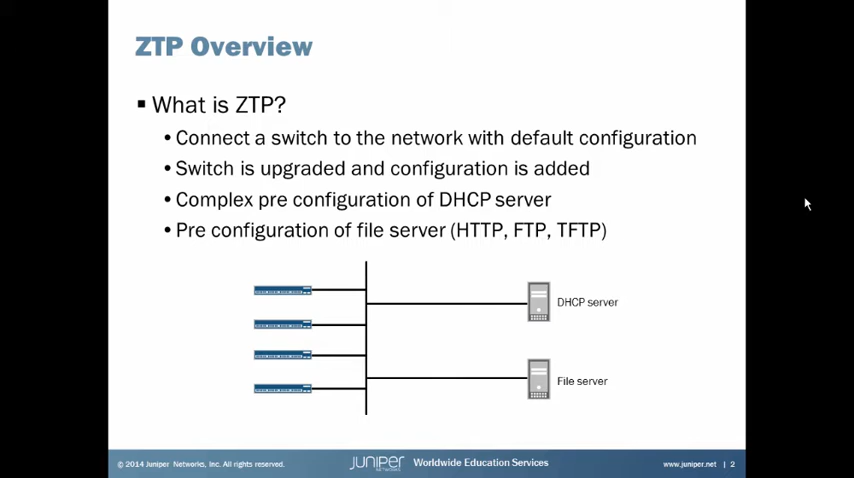 ZTP Overview
▪ What is ZTP?
• Connect a switch to the network with default configuration
• Switch is upgraded and configuration is added
• Complex pre configuration of DHCP server
• Pre configuration of file server (HTTP, FTP, TFTP)
DHCP server
File server
© 2014 Juniper Networks, Inc. All rights reserved.
JUNIPER
NETWORKS
Worldwide Education Services
www.juniper.net | 2